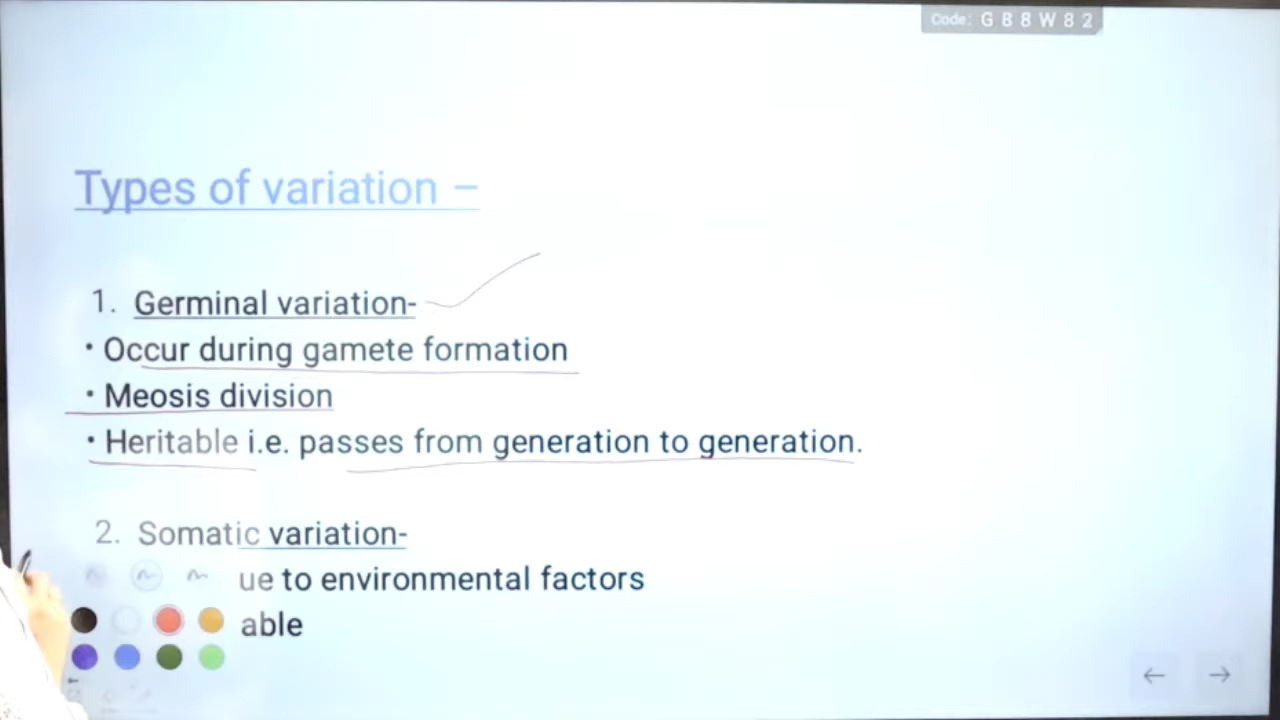 Code: G B 8 W 8 2
Types of variation –
1. Germinal variation-
• Occur during gamete formation
• Meosis division
• Heritable i.e. passes from generation to generation.
2. Somatic variation-
ue to environmental factors
able